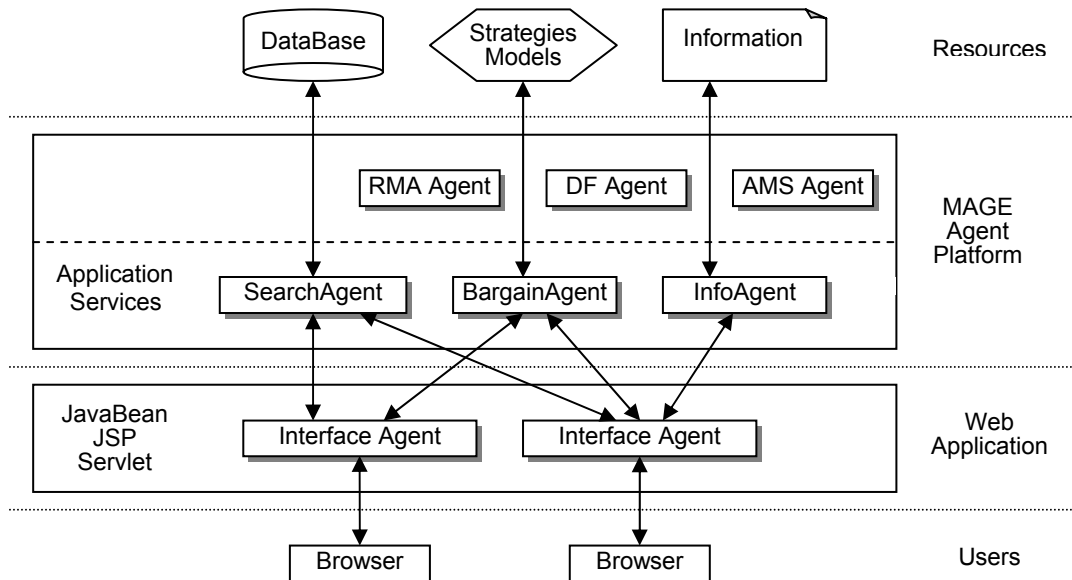 DataBase
Strategies
Models
Information
Resources
RMA Agent
DF Agent
AMS Agent
MAGE
Agent
Platform
Application
Services
SearchAgent
BargainAgent
InfoAgent
JavaBean
JSP
Servlet
Interface Agent
Interface Agent
Web
Application
Browser
Browser
Users